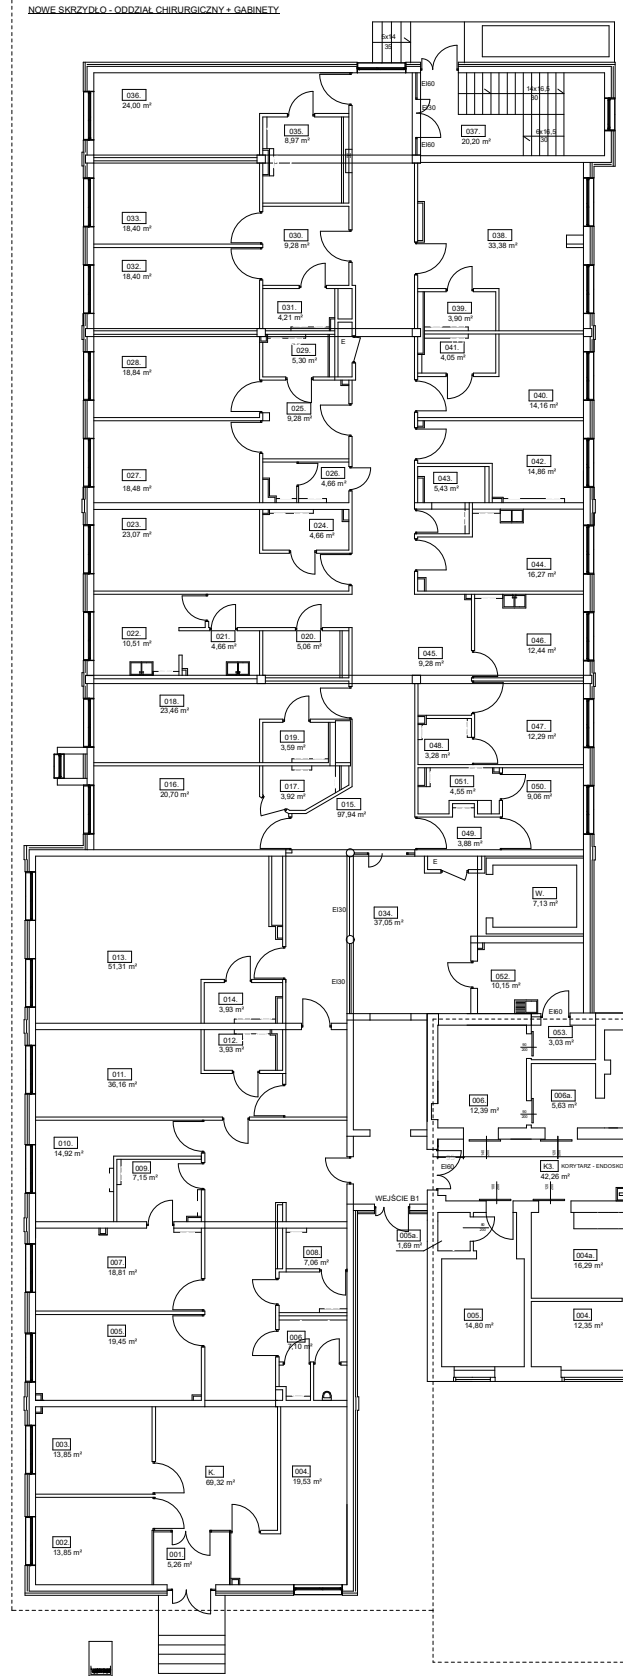 NOWE SKRZYDŁO - ODDZIAŁ CHIRURGICZNY + GABINETY
5x14
35
036.
24,00 m²
EI60
14x16,5
30
EI30
035.
8,97 m²
037.
20,20 m²
6x16,5
30
EI60
033.
18,40 m²
030.
9,28 m²
038.
33,38 m²
032.
18,40 m²
031.
4,21 m²
039.
3,90 m²
E
029.
5,30 m²
041.
4,05 m²
028.
18,84 m²
040.
14,16 m²
025.
9,28 m²
042.
14,86 m²
027.
18,48 m²
026.
4,66 m²
043.
5,43 m²
023.
23,07 m²
024.
4,66 m²
044.
16,27 m²
022.
10,51 m²
021.
4,66 m²
020.
5,06 m²
045.
9,28 m²
046.
12,44 m²
018.
23,46 m²
019.
3,59 m²
047.
12,29 m²
048.
3,28 m²
016.
20,70 m²
017.
3,92 m²
015.
97,94 m²
051.
4,55 m²
050.
9,06 m²
049.
3,88 m²
E
W.
7,13 m²
EI30
034.
37,05 m²
013.
51,31 m²
052.
10,15 m²
EI30
014.
3,93 m²
EI60
012.
3,93 m²
053.
3,03 m²
011.
36,16 m²
006.
12,39 m²
006a.
5,63 m²
010.
14,92 m²
009.
7,15 m²
EI60
K3.
KORYTARZ - ENDOSKO
42,26 m²
WEJŚCIE B1
005a.
1,69 m²
007.
18,81 m²
008.
7,06 m²
004a.
16,29 m²
005.
19,45 m²
006.
7,10 m²
005.
14,80 m²
004.
12,35 m²
003.
13,85 m²
K.
69,32 m²
004.
19,53 m²
002.
13,85 m²
001.
5,26 m²